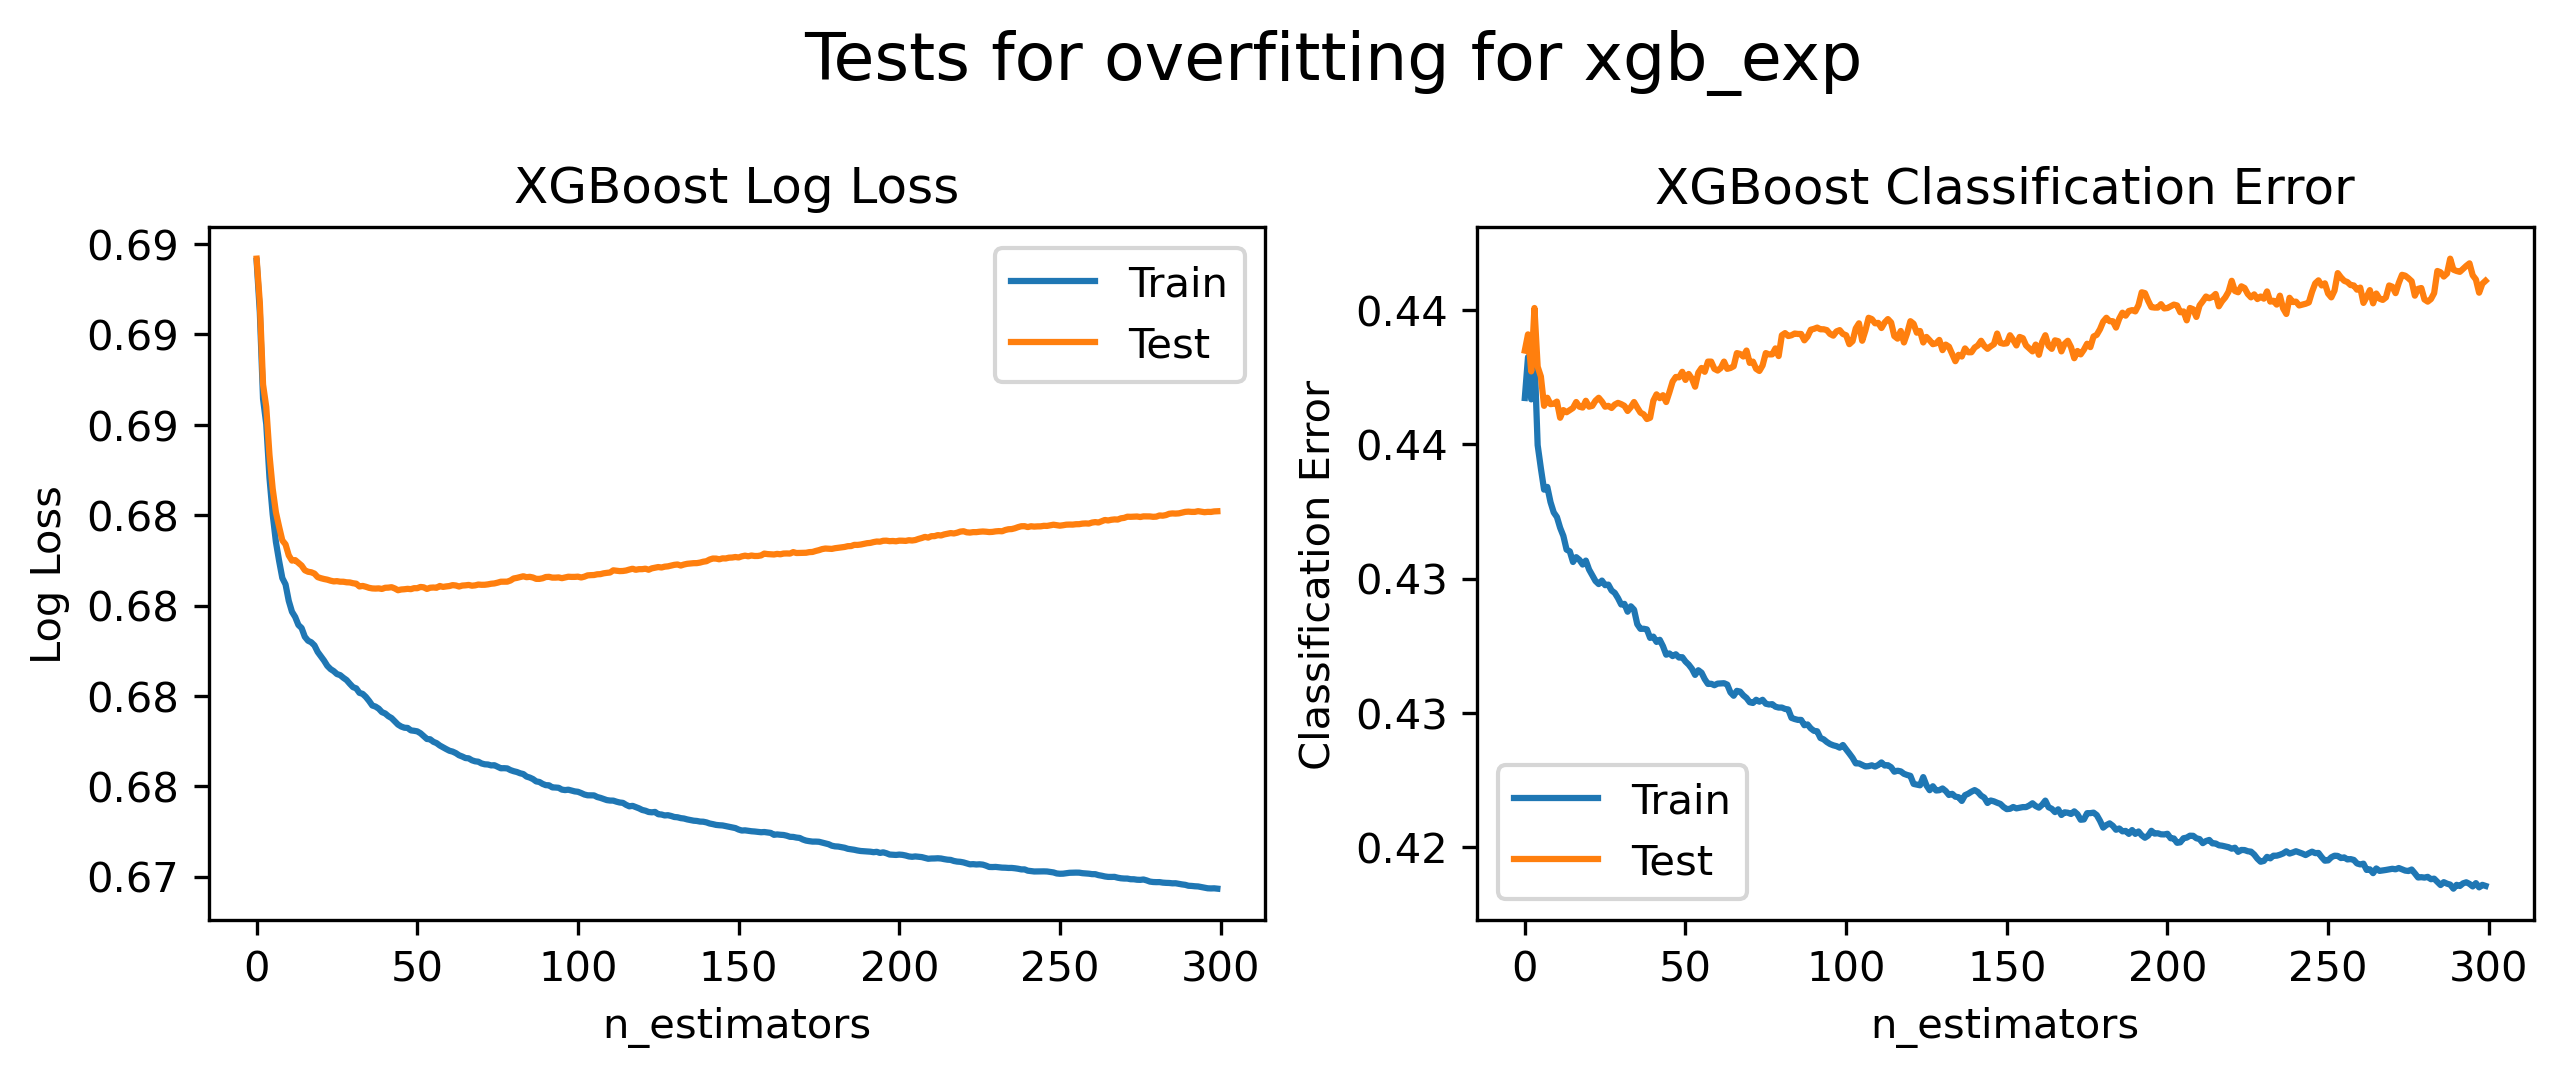 Tests for overfitting for xgb_exp
XGBoost Log Loss
0.69
0.69
0.69
0.68
0.68
0.68
0.68
0.67
Log Loss
Train
Test
0 50 100 150 200 250 300
n_estimators
XGBoost Classification Error
0.44
0.44
0.43
0.43
0.42
Classification Error
Train
Test
0 50 100 150 200 250 300
n_estimators